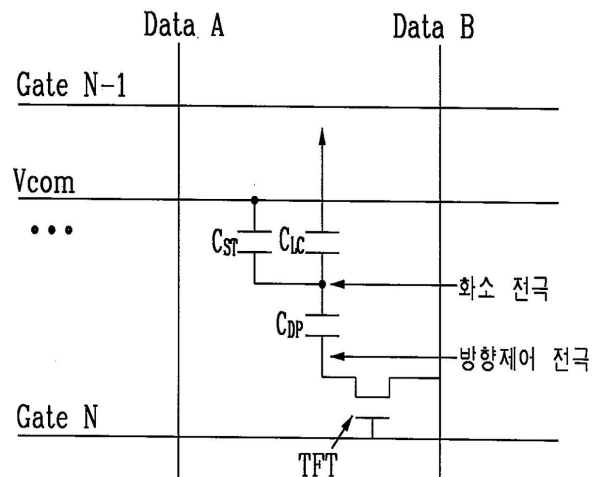 Data A
Data B
Gate N-1
Vcom
CST
CLC
화소 전극
CDP
방향제어 전극
Gate N
TFT